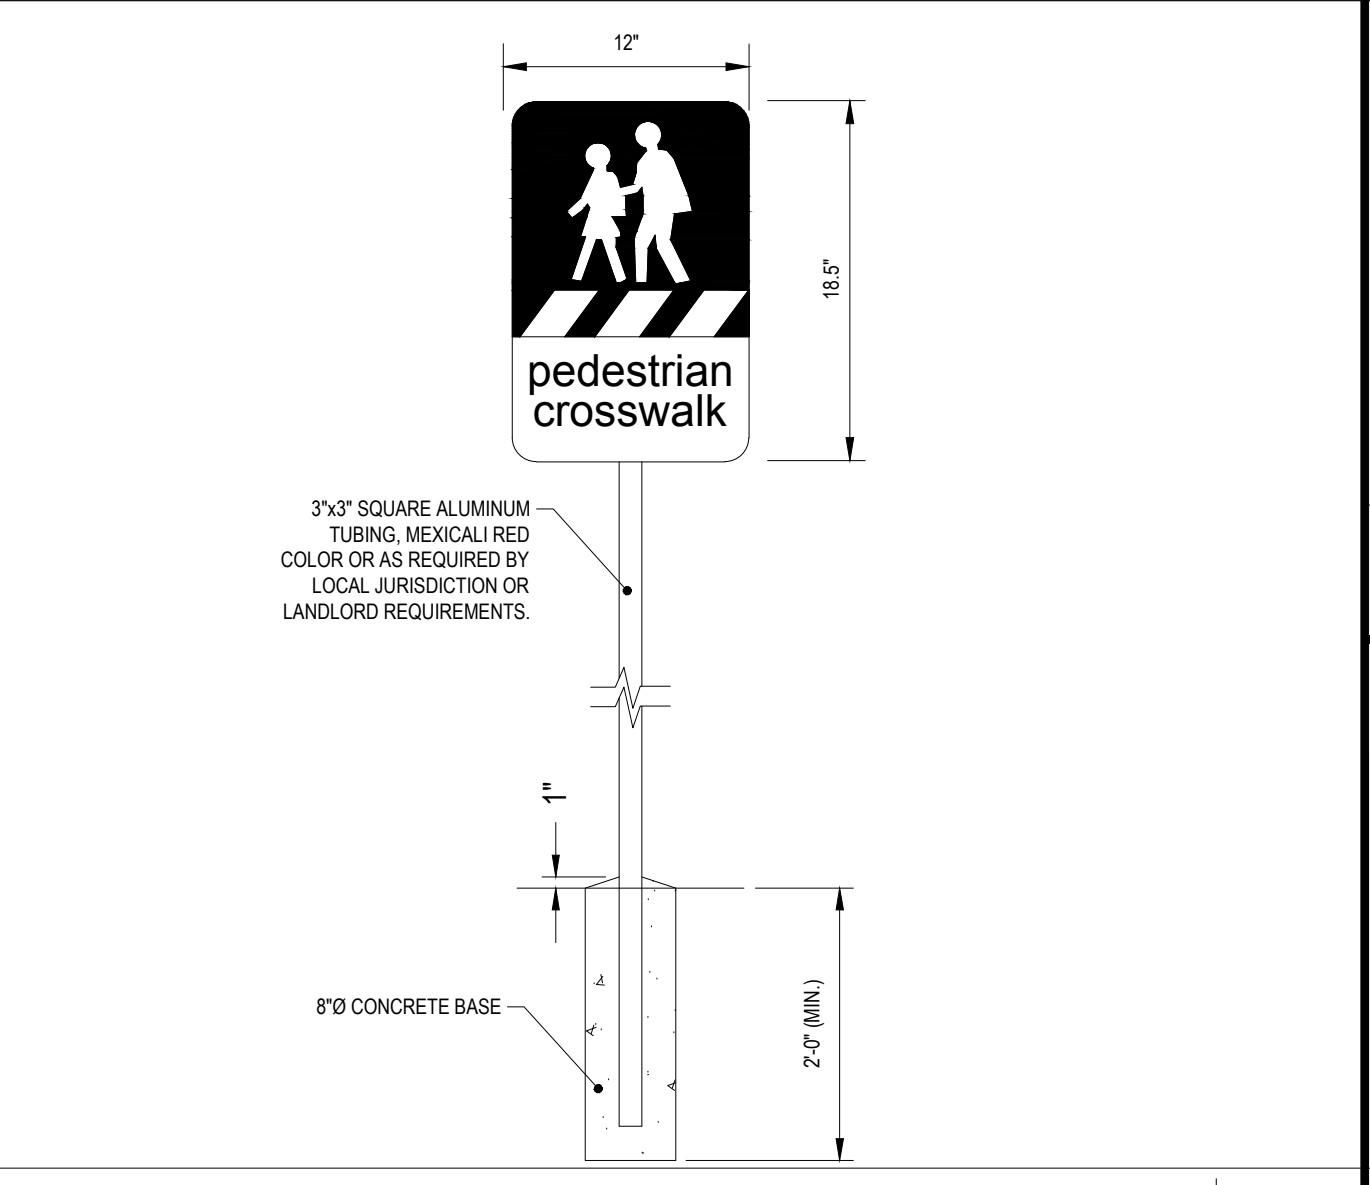 12"
18.5"
pedestrian
crosswalk
3"x3" SQUARE ALUMINUM
TUBING, MEXICALI RED
COLOR OR AS REQUIRED BY
LOCAL JURISDICTION OR
LANDLORD REQUIREMENTS.
1"
8"Ø CONCRETE BASE
2'-0" (MIN.)